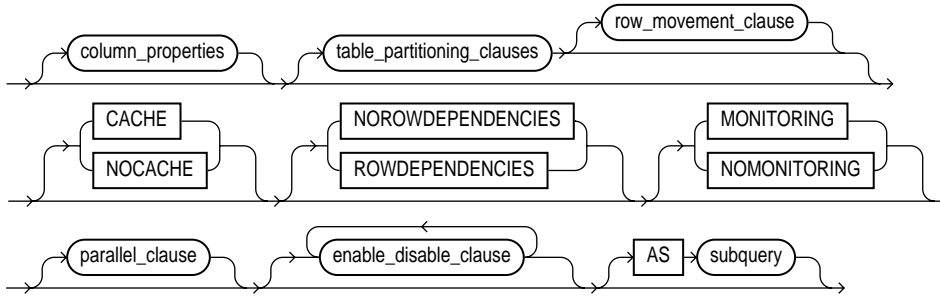 row_movement_clause
column_properties table_partitioning_clauses
CACHE NOROWDEPENDENCIES MONITORING
NOCACHE ROWDEPENDENCIES NOMONITORING
parallel_clause enable_disable_clause AS subquery